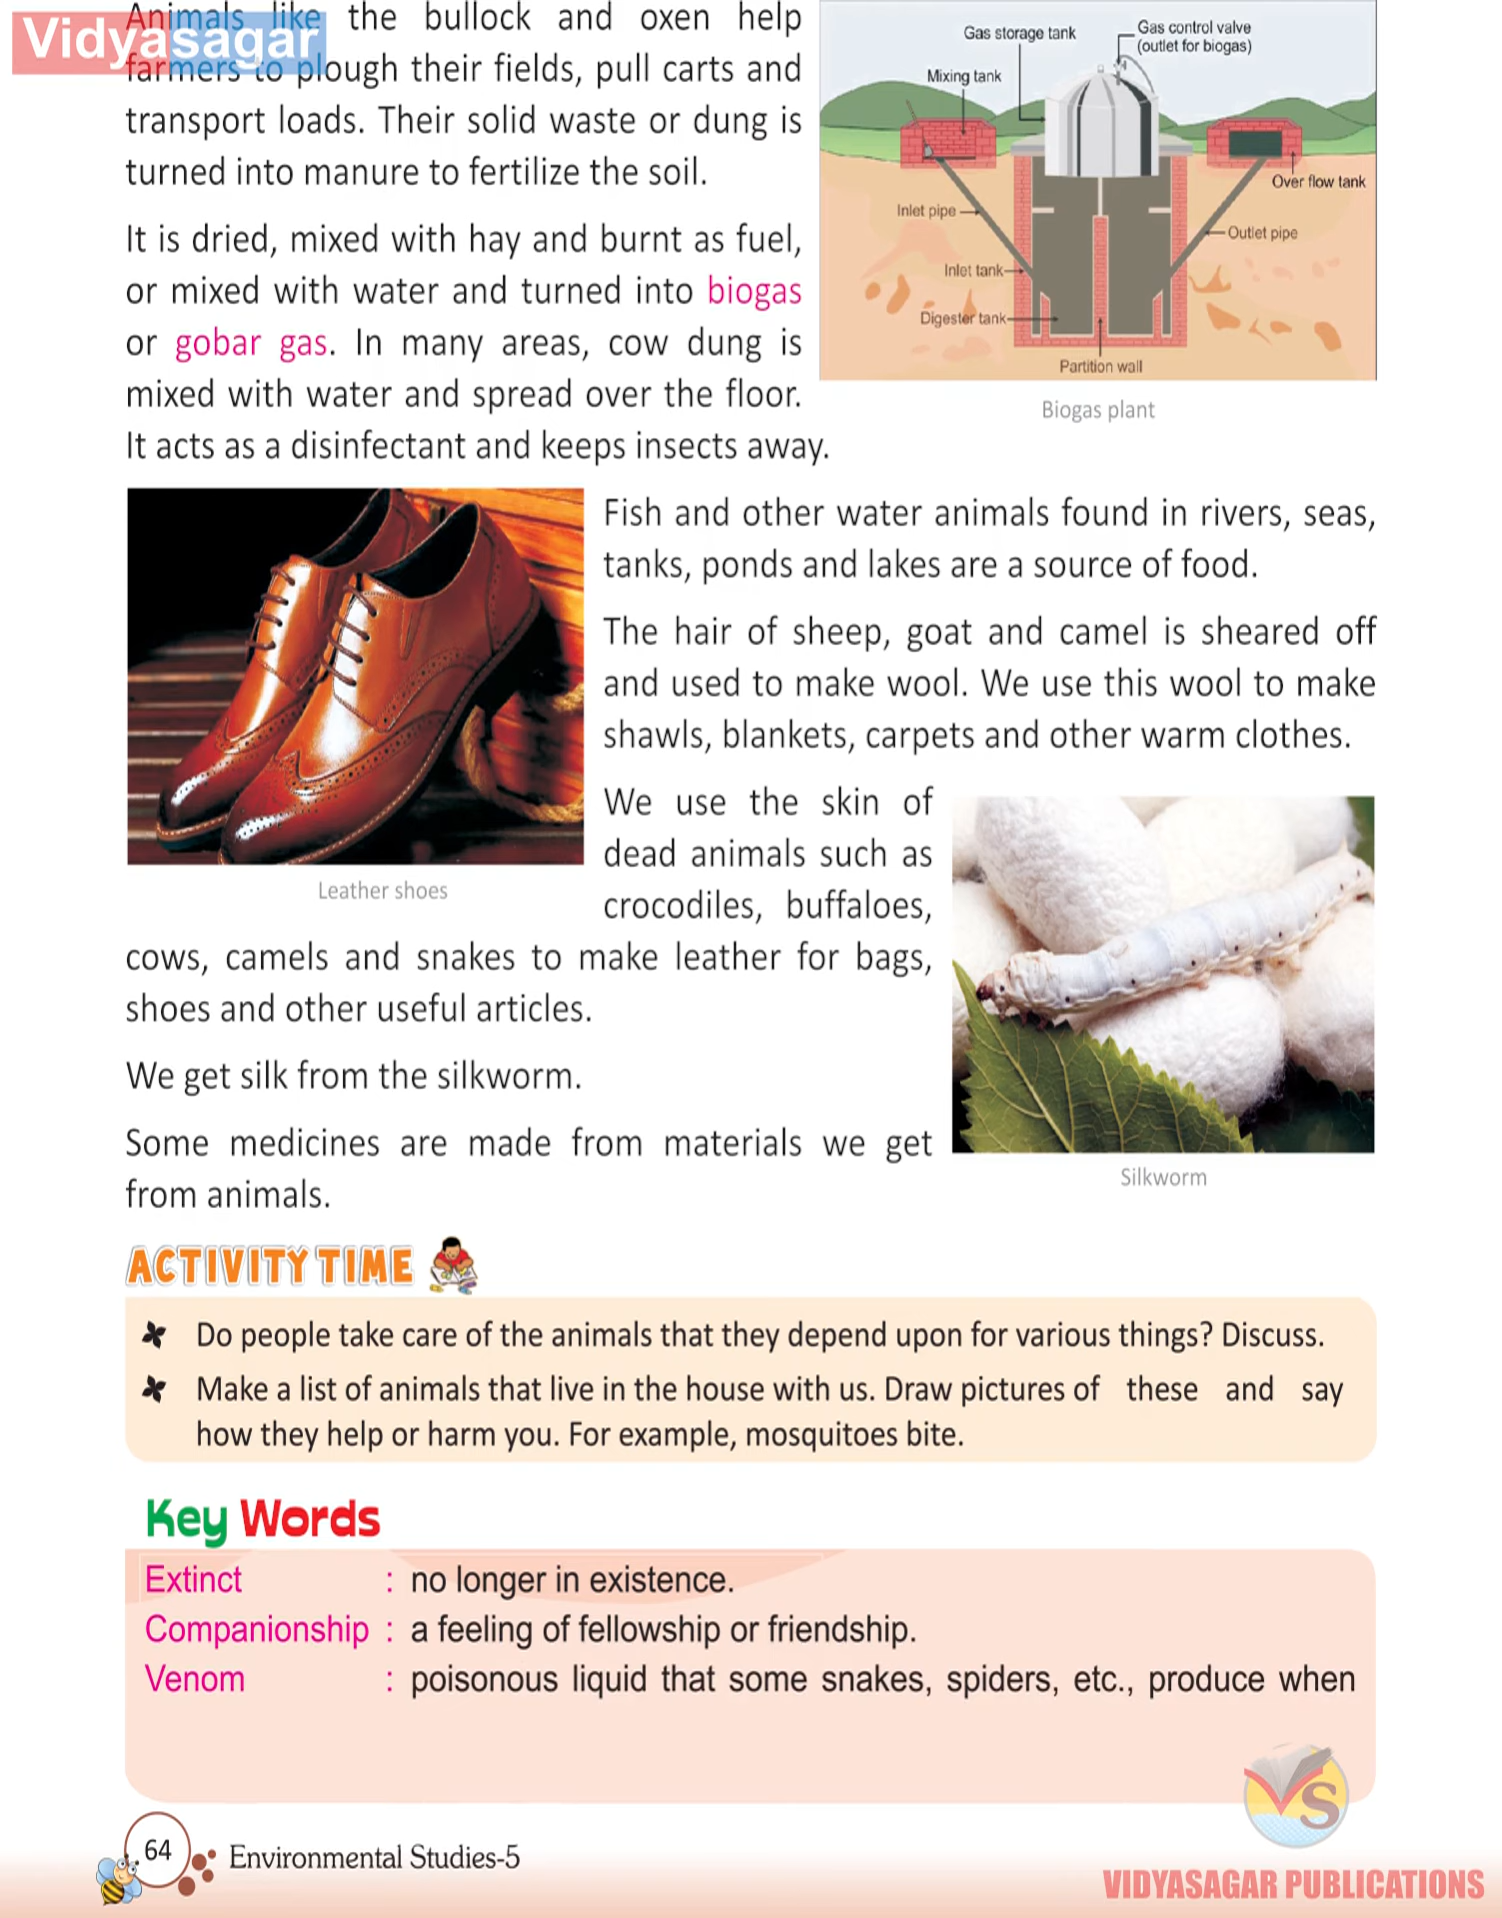 Vidyasagar
Animals like the bullock and oxen help
farmers to plough their fields, pull carts and
transport loads. Their solid waste or dung is
turned into manure to fertilize the soil.
It is dried, mixed with hay and burnt as fuel,
or mixed with water and turned into biogas
or gobar gas. In many areas, cow dung is
mixed with water and spread over the floor.
It acts as a disinfectant and keeps insects away.
Gas storage tank
Gas control valve
(outlet for biogas)
Mixing tank
Over flow tank
Inlet pipe
Outlet pipe
Inlet tank
Digester tank
Partition wall
Biogas plant
Fish and other water animals found in rivers, seas,
tanks, ponds and lakes are a source of food.
The hair of sheep, goat and camel is sheared off
and used to make wool. We use this wool to make
shawls, blankets, carpets and other warm clothes.
Leather shoes
We use the skin of
dead animals such as
crocodiles, buffaloes,
cows, camels and snakes to make leather for bags,
shoes and other useful articles.
We get silk from the silkworm.
Some medicines are made from materials we get
from animals.
Silkworm
ACTIVITY TIME
Do people take care of the animals that they depend upon for various things? Discuss.
Make a list of animals that live in the house with us. Draw pictures of these and say
how they help or harm you. For example, mosquitoes bite.
Key Words
Extinct : no longer in existence.
Companionship : a feeling of fellowship or friendship.
Venom : poisonous liquid that some snakes, spiders, etc., produce when
VS
64
Environmental Studies-5
VIDYASAGAR PUBLICATIONS